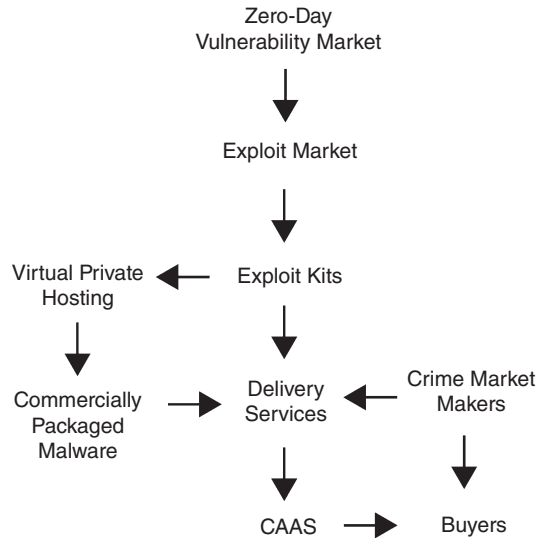 Zero-Day
Vulnerability Market
Exploit Market
Virtual Private
Hosting
Exploit Kits
Commercially
Packaged
Malware
Delivery
Services
Crime Market
Makers
CAAS
Buyers